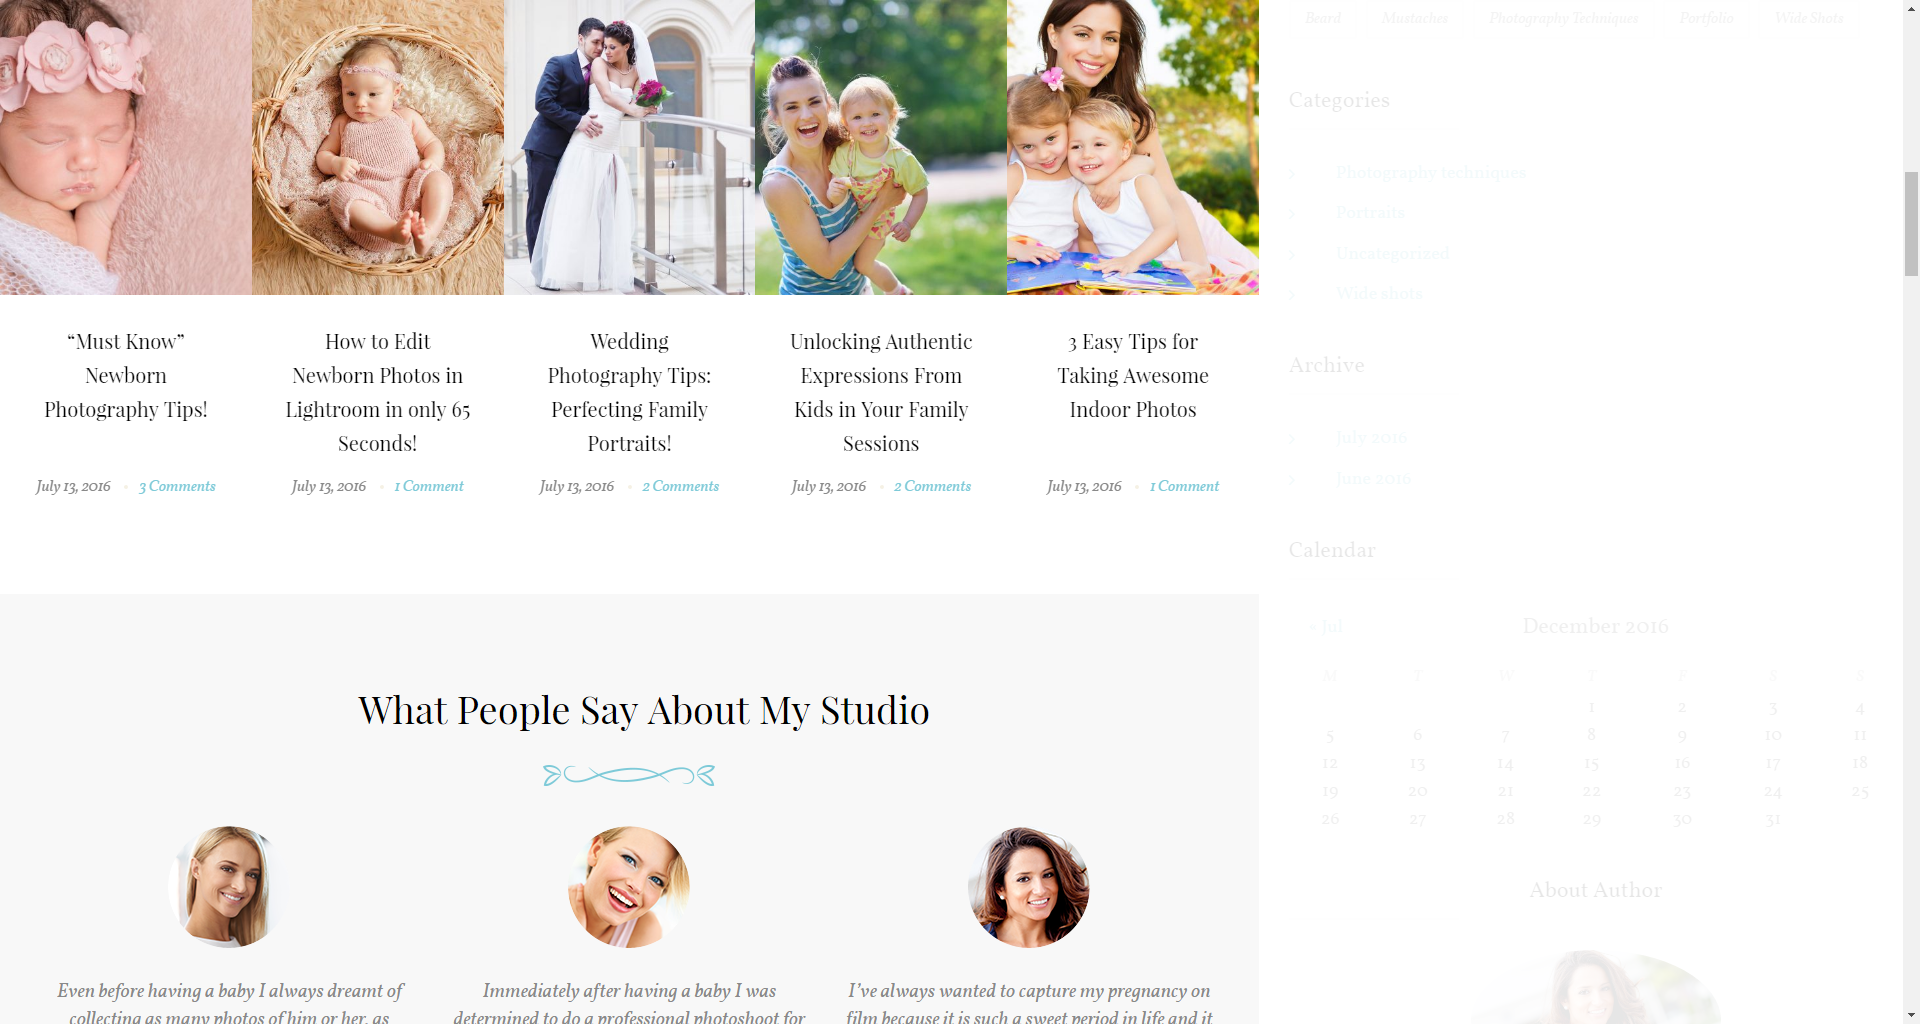 “Must Know”
Newborn
Photography Tips!
July 13, 2016 3 Comments
How to Edit
Newborn Photos in
Lightroom in only 65
Seconds!
July 13, 2016 1 Comment
Wedding
Photography Tips:
Perfecting Family
Portraits!
July 13, 2016 2 Comments
Unlocking Authentic
Expressions From
Kids in Your Family
Sessions
July 13, 2016 2 Comments
3 Easy Tips for
Taking Awesome
Indoor Photos
July 13, 2016 1 Comment
What People Say About My Studio
Even before having a baby I always dreamt of
collecting as many photos of him or her, as
Immediately after having a baby I was
determined to do a professional photoshoot for
I’ve always wanted to capture my pregnancy on
film because it is such a sweet period in life and it
Beard Mustaches Photography Techniques Portfolio Wide Shots
Categories
Photography techniques
Portraits
Uncategorized
Wide shots
Archive
July 2016
June 2016
Calendar
« Jul December 2016
M T W T F S S
1 2 3 4
5 6 7 8 9 10 11
12 13 14 15 16 17 18
19 20 21 22 23 24 25
26 27 28 29 30 31
About Author